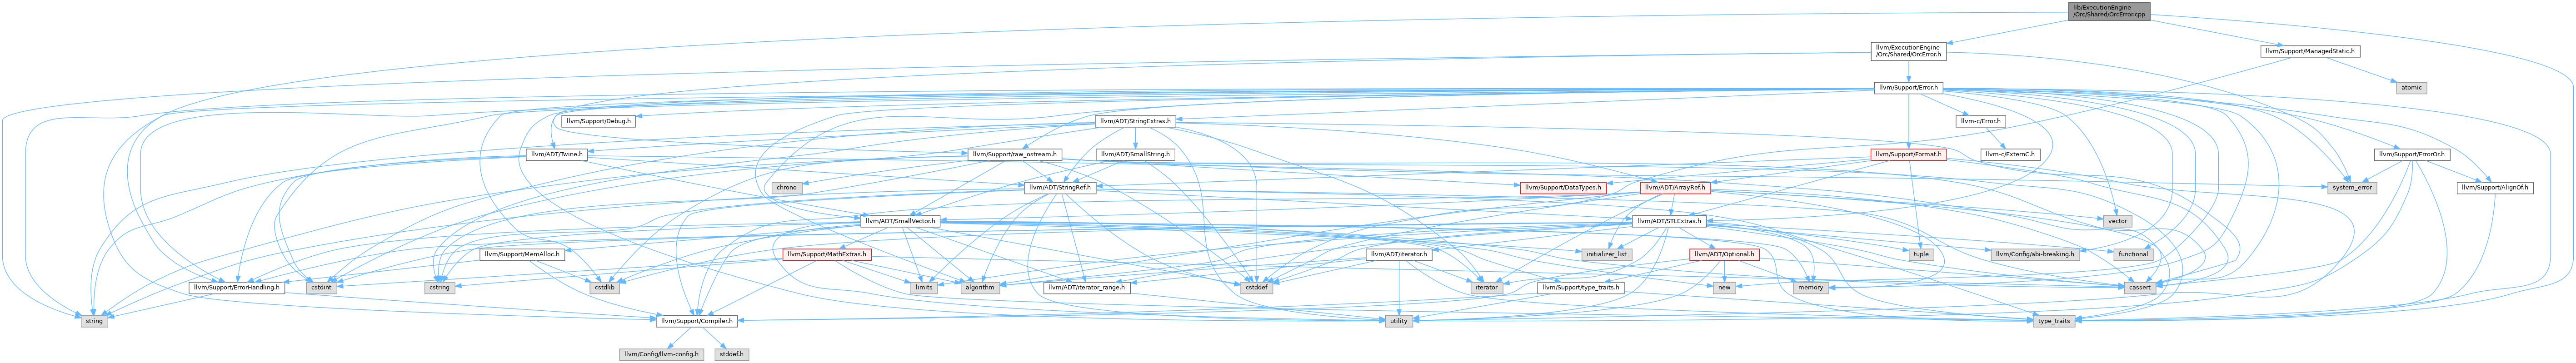 lib/ExecutionEngine
/Orc/Shared/OrcError.cpp
llvm/ExecutionEngine
/Orc/Shared/OrcError.h
llvm/Support/ManagedStatic.h
llvm/Support/Error.h
atomic
llvm/Support/Debug.h
llvm/ADT/StringExtras.h
llvm-c/Error.h
llvm/ADT/Twine.h
llvm/Support/raw_ostream.h
llvm/ADT/SmallString.h
llvm/Support/Format.h
llvm-c/ExternC.h
llvm/Support/ErrorOr.h
chrono
llvm/ADT/StringRef.h
llvm/Support/DataTypes.h
llvm/ADT/ArrayRef.h
system_error
llvm/Support/AlignOf.h
llvm/ADT/SmallVector.h
llvm/ADT/STLExtras.h
vector
llvm/Support/MemAlloc.h
llvm/Support/MathExtras.h
llvm/ADT/iterator.h
initializer_list
llvm/ADT/Optional.h
tuple
llvm/Config/abi-breaking.h
functional
llvm/Support/ErrorHandling.h
cstdint
cstring
cstdlib
limits
algorithm
llvm/ADT/iterator_range.h
cstddef
iterator
llvm/Support/type_traits.h
new
memory
cassert
string
llvm/Support/Compiler.h
utility
type_traits
llvm/Config/llvm-config.h
stddef.h